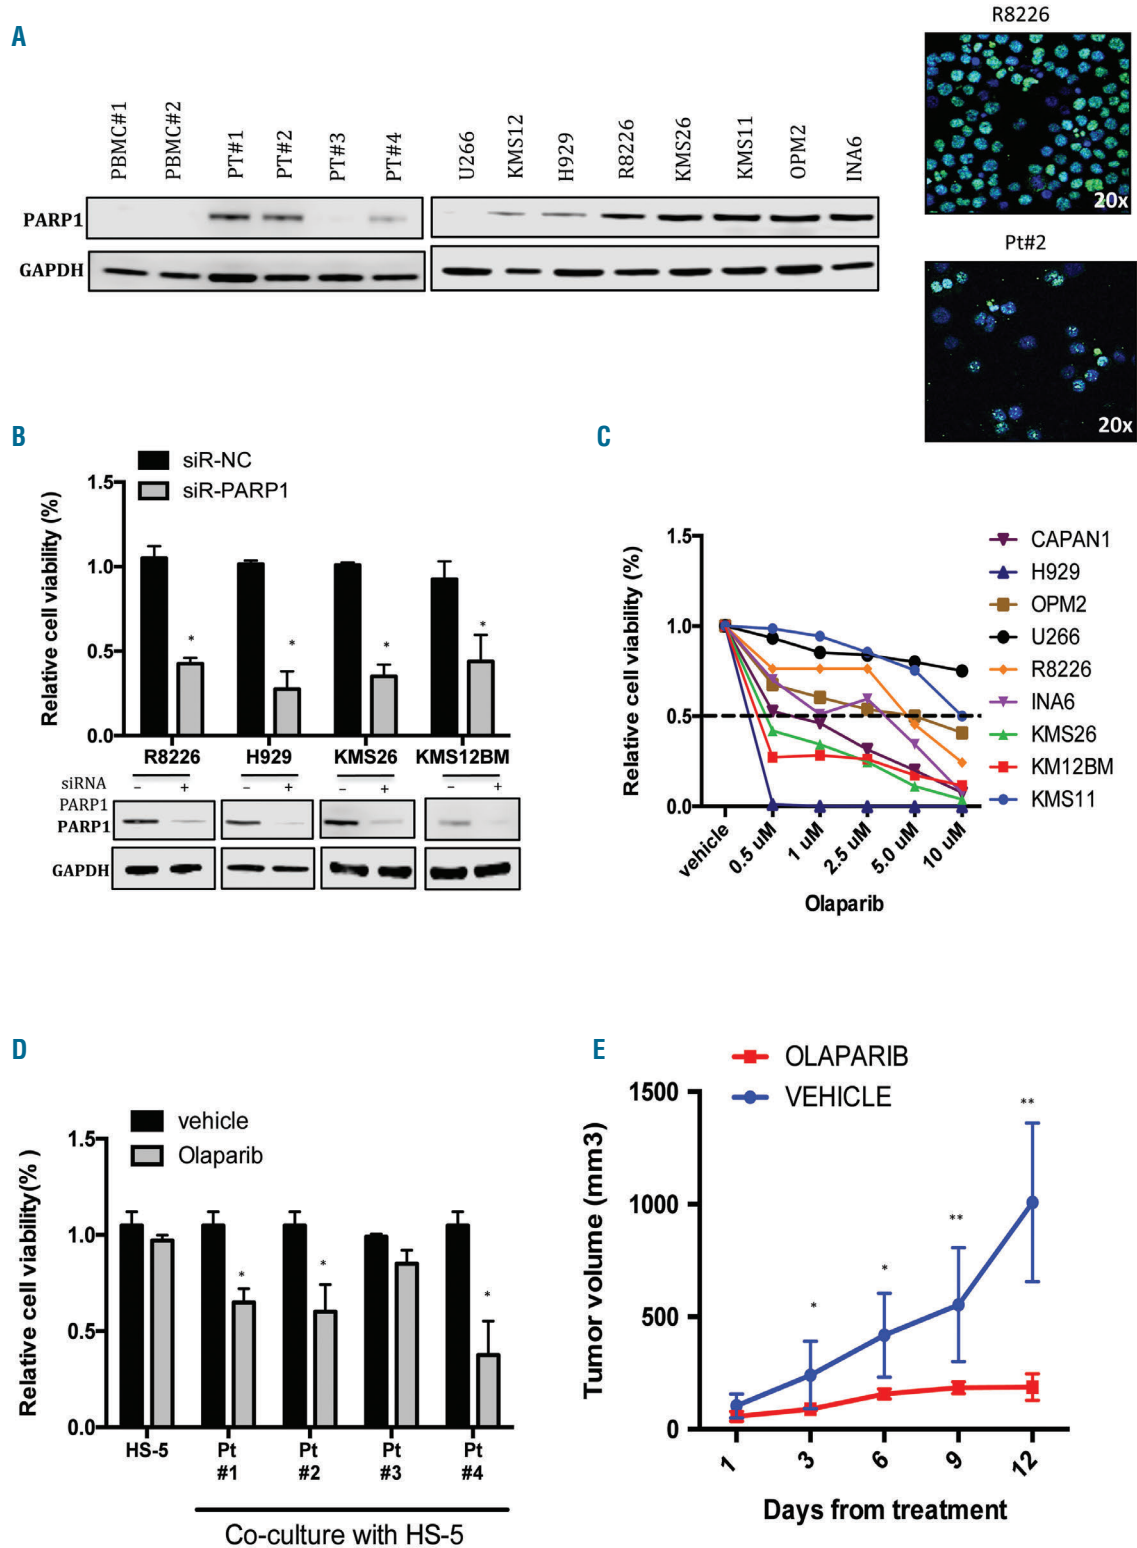 A
PBMC#1
PBMC#2
PT#1
PT#2
PT#3
PT#4
U266
KMS12
H929
R8226
KMS26
KMS11
OPM2
INA6
PARP1
GAPDH
R8226
20x
Pt#2
20x
B
siR-NC
siR-PARP1
Relative cell viability (%)
1.5
1.0
0.5
0.0
*
*
*
*
R8226 H929 KMS26 KMS12BM
siRNA - + - + - + - +
PARP1
PARP1
GAPDH
C
Relative cell viability (%)
1.5
1.0
0.5
0.0
vehicle
0.5 uM
1 uM
2.5 uM
5.0 uM
10 uM
Olaparib
CAPAN1
H929
OPM2
U266
R8226
INA6
KMS26
KM12BM
KMS11
D
vehicle
Olaparib
Relative cell viability(% )
1.5
1.0
0.5
0.0
*
*
*
HS-5 Pt Pt Pt Pt
#1 #2 #3 #4
Co-culture with HS-5
E
OLAPARIB
VEHICLE
Tumor volume (mm3)
1500
1000
500
0
*
*
**
**
1 3 6 9 12
Days from treatment